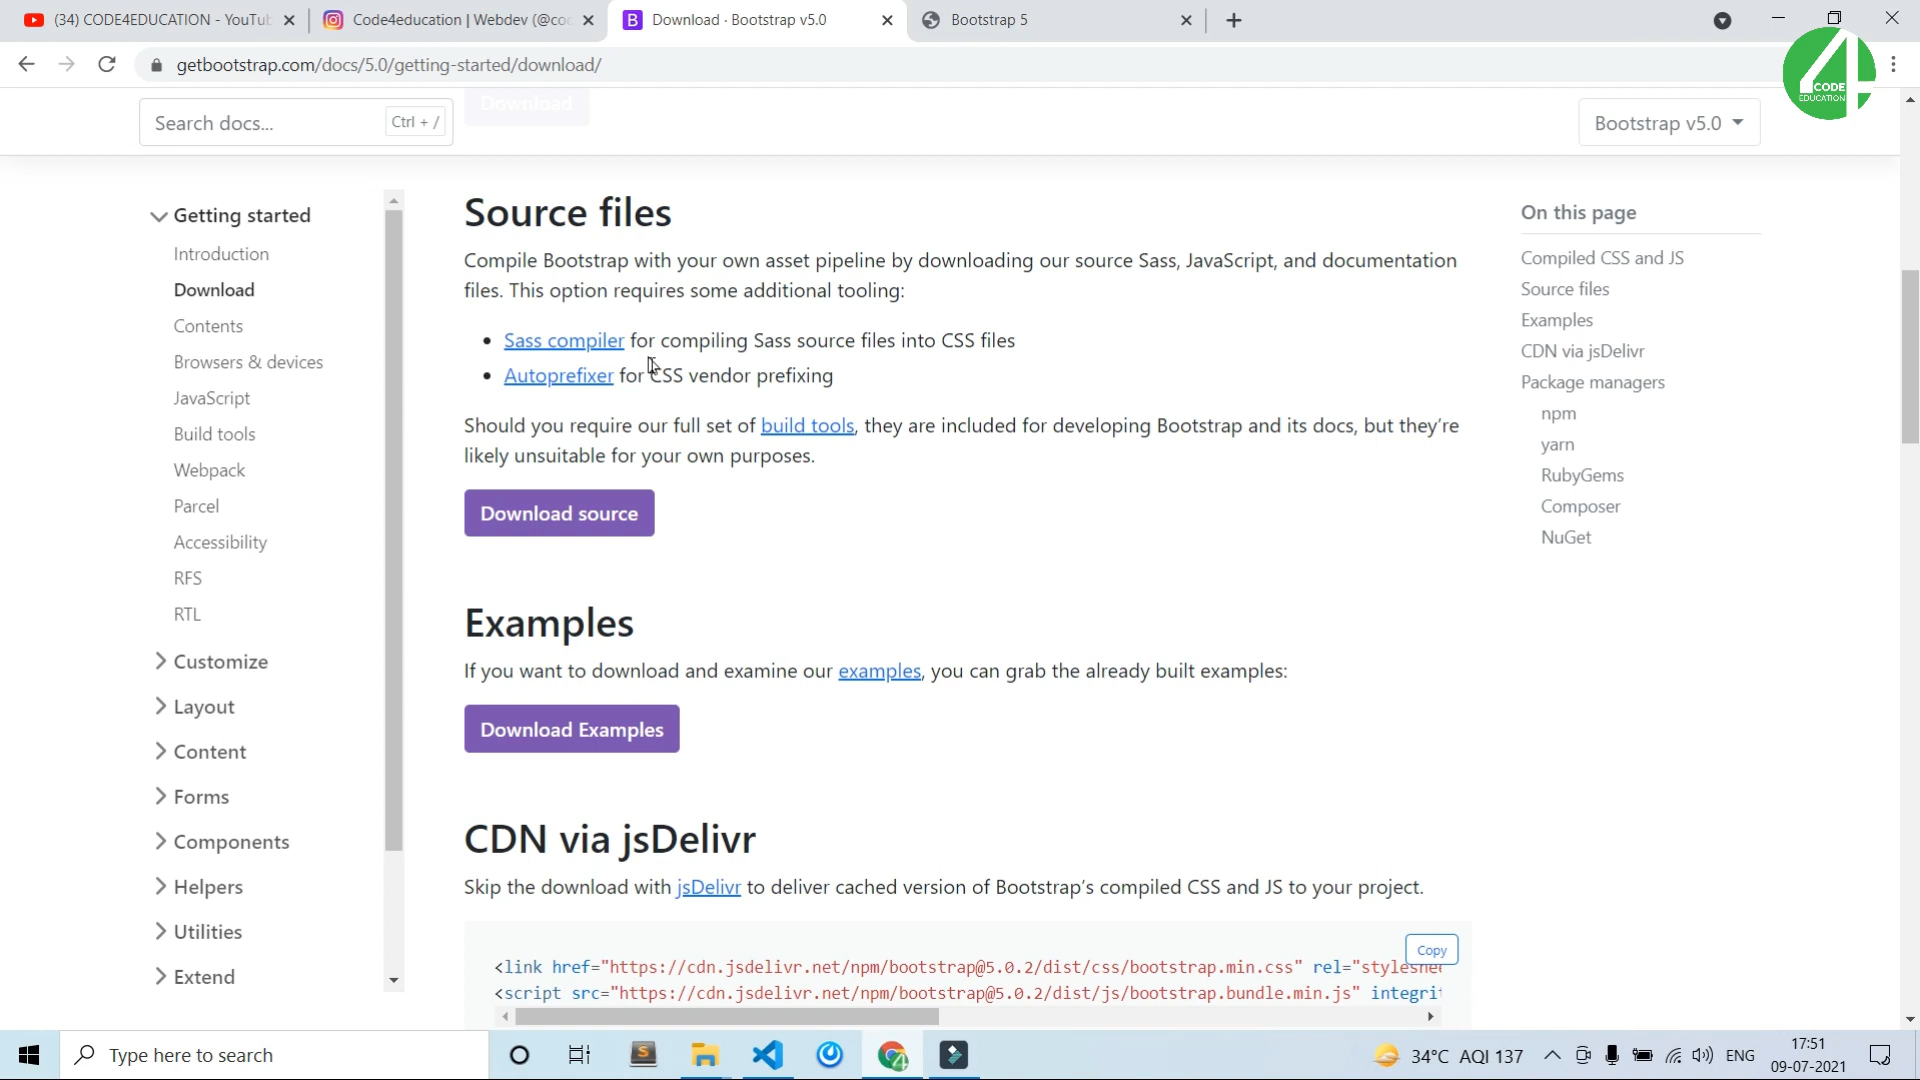 (34) CODE4EDUCATION - YouTub
Code4education | Webdev (@co
Download · Bootstrap v5.0
Bootstrap 5
getbootstrap.com/docs/5.0/getting-started/download/
CODE
EDUCATION
Search docs...
Ctrl + /
Download
Bootstrap v5.0
Getting started
Introduction
Download
Contents
Browsers & devices
JavaScript
Build tools
Webpack
Parcel
Accessibility
RFS
RTL
Customize
Layout
Content
Forms
Components
Helpers
Utilities
Extend
Source files
Compile Bootstrap with your own asset pipeline by downloading our source Sass, JavaScript, and documentation
files. This option requires some additional tooling:
• Sass compiler for compiling Sass source files into CSS files
• Autoprefixer for CSS vendor prefixing
Should you require our full set of build tools, they are included for developing Bootstrap and its docs, but they’re
likely unsuitable for your own purposes.
Download source
Examples
If you want to download and examine our examples, you can grab the already built examples:
Download Examples
CDN via jsDelivr
Skip the download with jsDelivr to deliver cached version of Bootstrap’s compiled CSS and JS to your project.
Copy
<link href="https://cdn.jsdelivr.net/npm/bootstrap@5.0.2/dist/css/bootstrap.min.css" rel="styleshe
<script src="https://cdn.jsdelivr.net/npm/bootstrap@5.0.2/dist/js/bootstrap.bundle.min.js" integri
On this page
Compiled CSS and JS
Source files
Examples
CDN via jsDelivr
Package managers
npm
yarn
RubyGems
Composer
NuGet
Type here to search
34°C AQI 137
ENG
17:51
09-07-2021